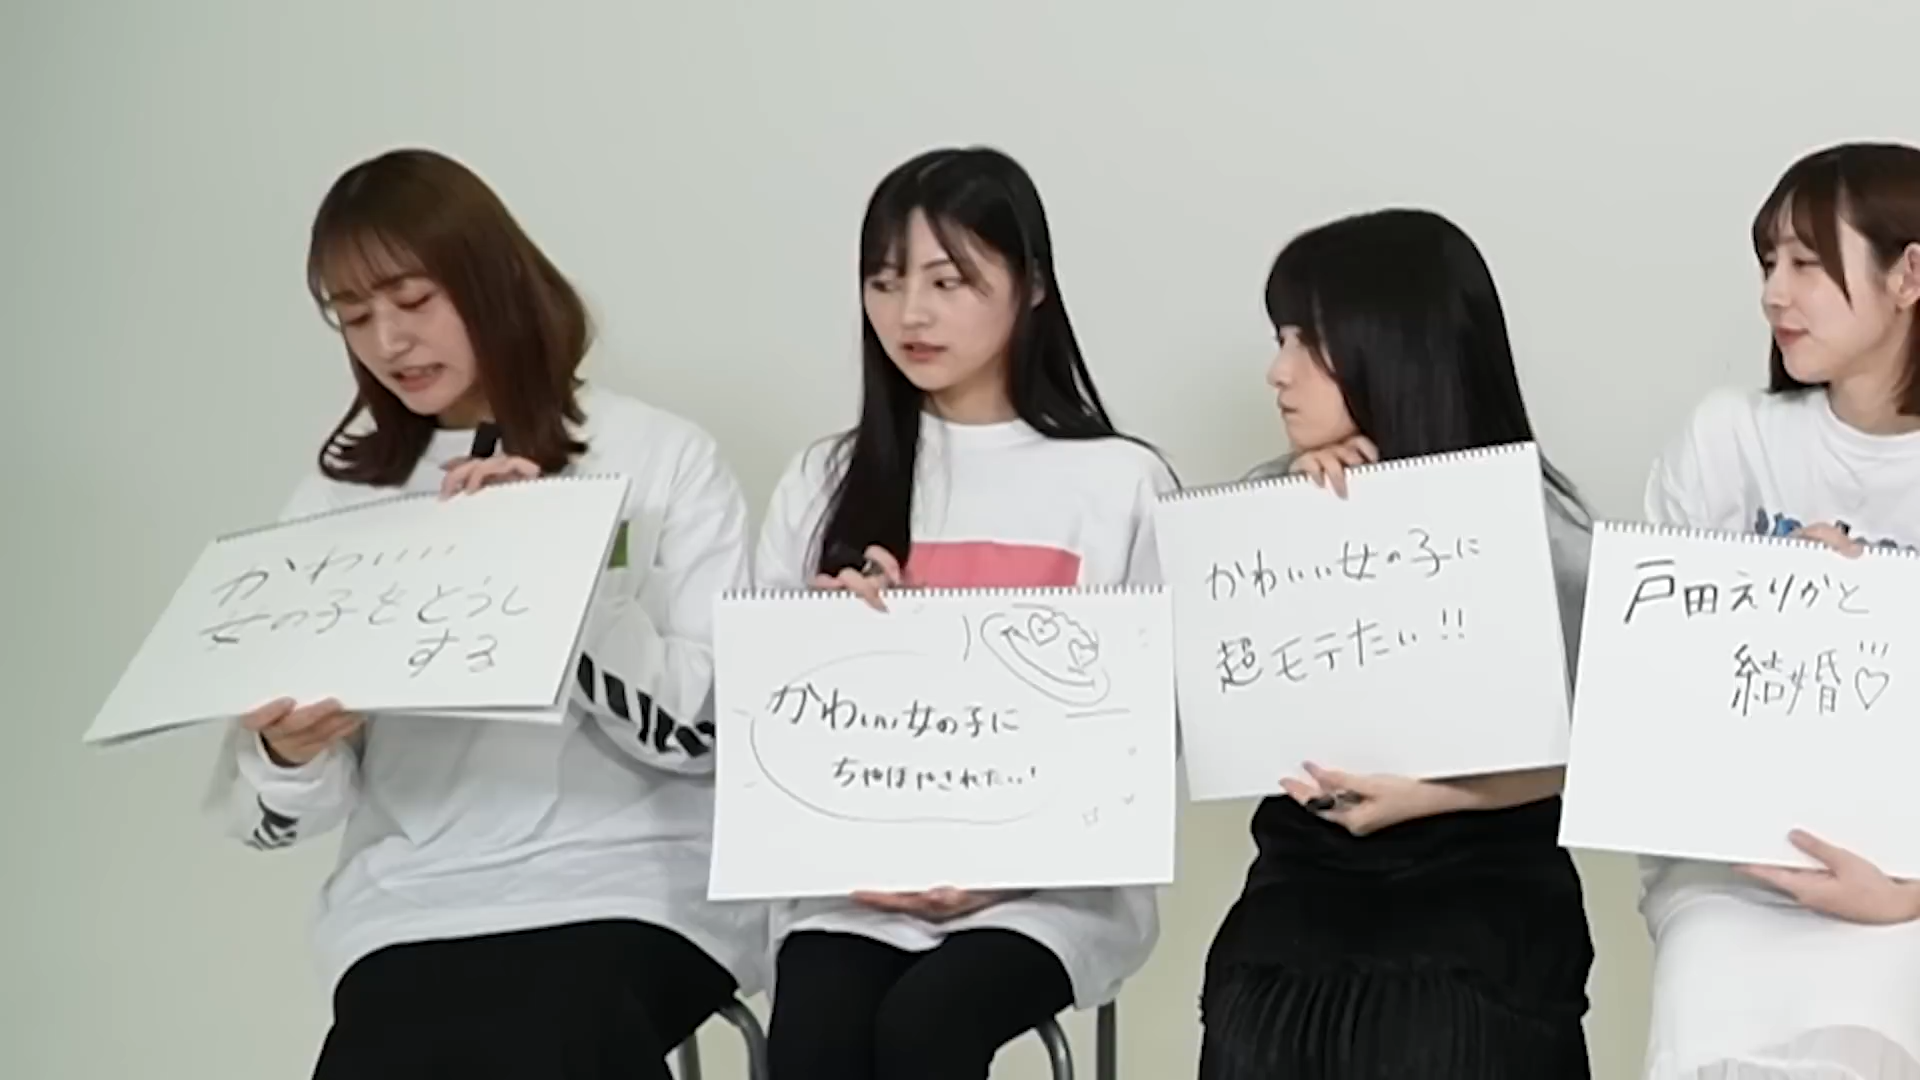 かわいい
女の子をどうし
する
かわいい女の子に
ちやほやされたい!
かわいい女の子に
超モテたい!!
戸田えりかと
結婚♡